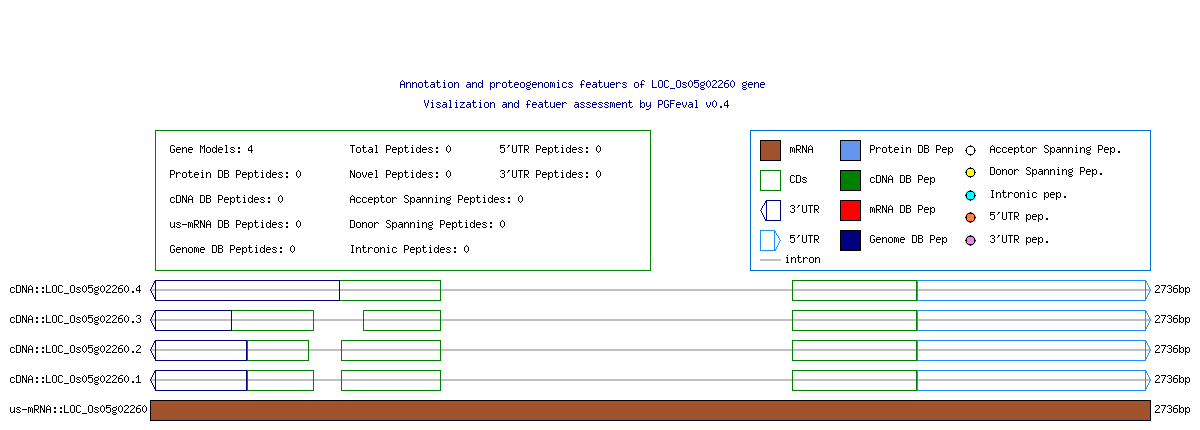 Annotation and proteogenomics featuers of LOC_Os05g02260 gene
Visalization and featuer assessment by PGFeval v0.4
Gene Models: 4 Total Peptides: 0 5'UTR Peptides: 0
Protein DB Peptides: 0 Novel Peptides: 0 3'UTR Peptides: 0
cDNA DB Peptides: 0 Acceptor Spanning Peptides: 0
us-mRNA DB Peptides: 0 Donor Spanning Peptides: 0
Genome DB Peptides: 0 Intronic Peptides: 0
mRNA Protein DB Pep Acceptor Spanning Pep.
CDs cDNA DB Pep Donor Spanning Pep.
3'UTR mRNA DB Pep Intronic pep.
5'UTR Genome DB Pep 5'UTR pep.
intron 3'UTR pep.
cDNA::LOC_Os05g02260.4 2736bp
cDNA::LOC_Os05g02260.3 2736bp
cDNA::LOC_Os05g02260.2 2736bp
cDNA::LOC_Os05g02260.1 2736bp
us-mRNA::LOC_Os05g02260 2736bp